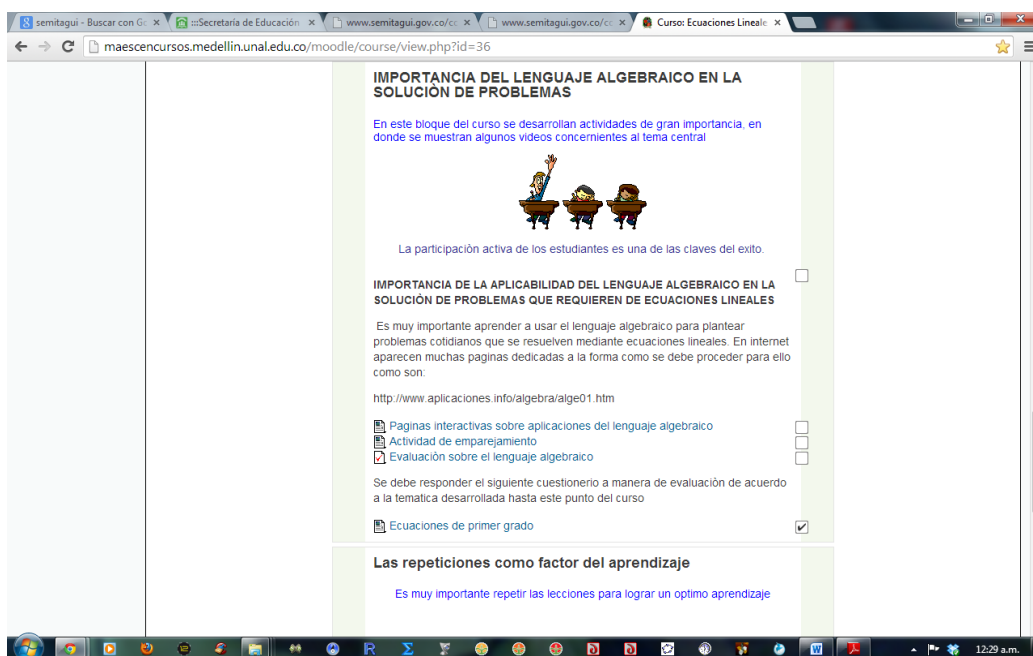 semitagui - Buscar con Go
:::Secretaria de Educación
www.semitagui.gov.co/cc
www.semitagui.gov.co/cc
Curso: Ecuaciones Lineale
maescencursos.medellin.unal.edu.co/moodle/course/view.php?id=36
IMPORTANCIA DEL LENGUAJE ALGEBRAICO EN LA
SOLUCIÒN DE PROBLEMAS
En este bloque del curso se desarrollan actividades de gran importancia, en
donde se muestran algunos videos concernientes al tema central
La participaciòn activa de los estudiantes es una de las claves del exito.
IMPORTANCIA DE LA APLICABILIDAD DEL LENGUAJE ALGEBRAICO EN LA
SOLUCIÒN DE PROBLEMAS QUE REQUIEREN DE ECUACIONES LINEALES
Es muy importante aprender a usar el lenguaje algebraico para plantear
problemas cotidianos que se resuelven mediante ecuaciones lineales. En internet
aparecen muchas paginas dedicadas a la forma como se debe proceder para ello
como son:
http://www.aplicaciones.info/algebra/alge01.htm
Paginas interactivas sobre aplicaciones del lenguaje algebraico
Actividad de emparejamiento
Evaluaciòn sobre el lenguaje algebraico
Se debe responder el siguiente cuestionerio a manera de evaluaciòn de acuerdo
a la tematica desarrollada hasta este punto del curso
Ecuaciones de primer grado
Las repeticiones como factor del aprendizaje
Es muy importante repetir las lecciones para lograr un optimo aprendizaje
12:29 a.m.